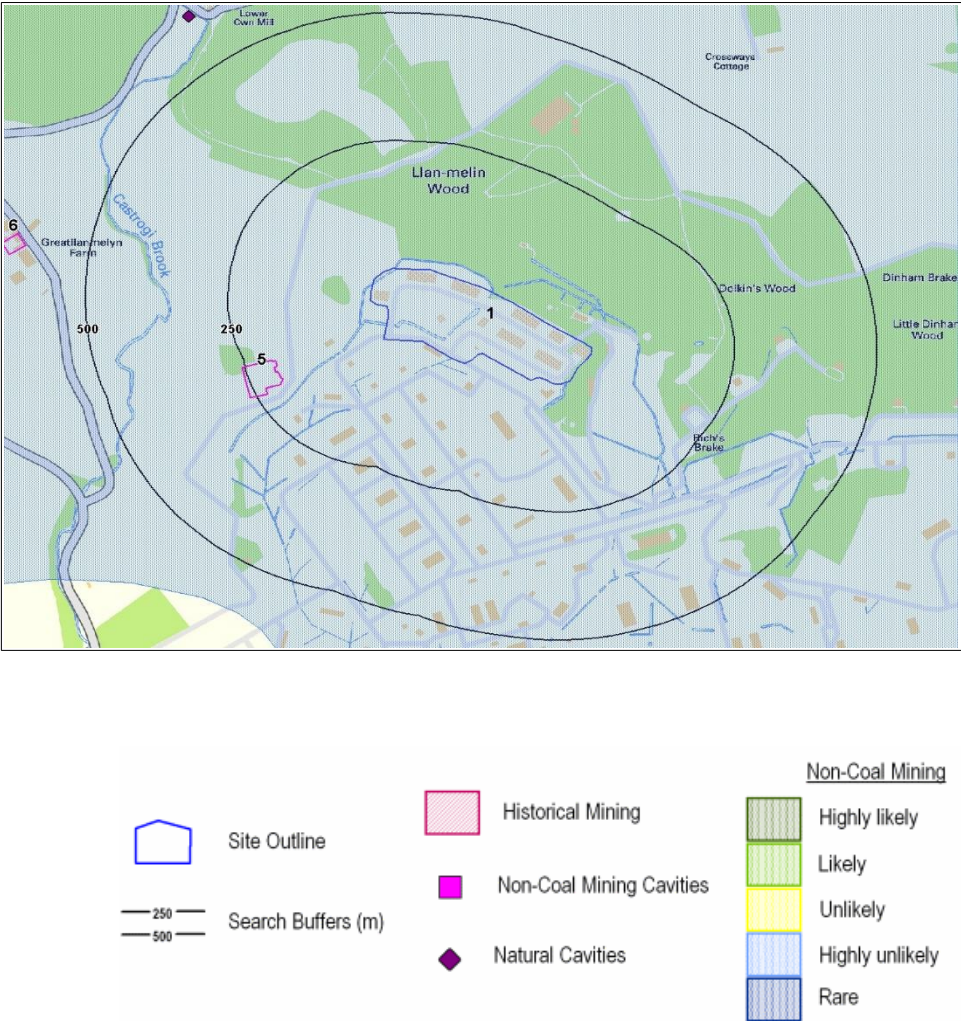 Lower
Cwn Mill
Crossways
Cottage
Llan-melin
Wood
Castrogi Brook
6
Greatllanmelyn
Farm
Dinham Brake
Dolkin's Wood
1
500
250
Little Dinham
Wood
5
Rich's
Brake
Non-Coal Mining
Historical Mining
Highly likely
Site Outline
Likely
Non-Coal Mining Cavities
Unlikely
250
Search Buffers (m)
500
Natural Cavities
Highly unlikely
Rare